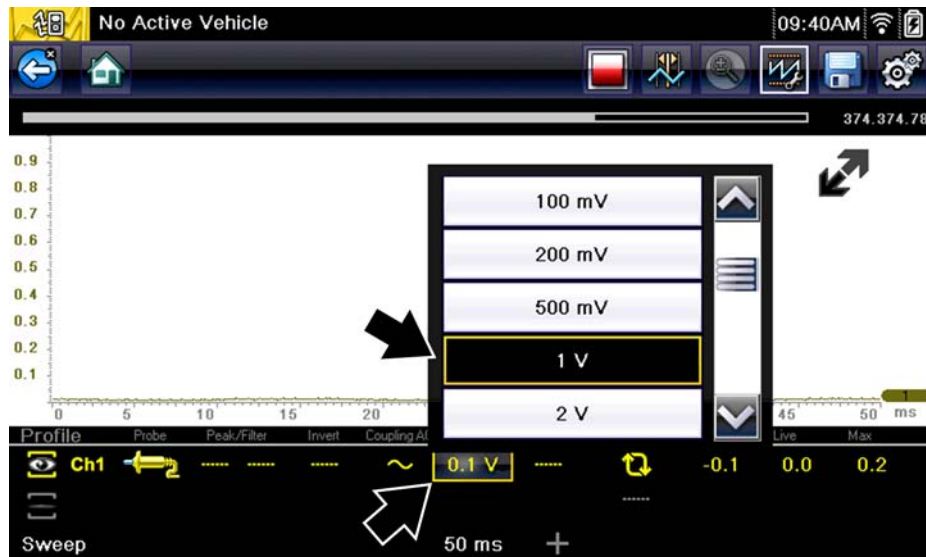 No Active Vehicle 09:40AM
374.374.78
0.9
0.8
0.7
0.6
0.5
0.4
0.3
0.2
0.1
100 mV
200 mV
500 mV
1 V
2 V
1
0 5 10 15 20 45 50 ms
Profile Probe Peak/Filter Invert Coupling Live Max
Ch1 0.1 V -0.1 0.0 0.2
Sweep 50 ms